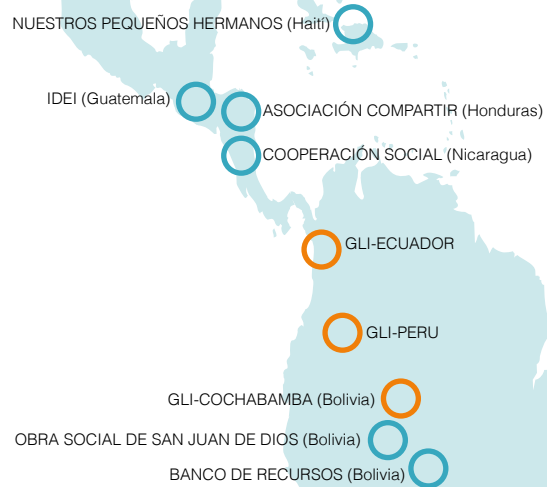 NUESTROS PEQUEÑOS HERMANOS (Haití)
IDEI (Guatemala)
ASOCIACIÓN COMPARTIR (Honduras)
COOPERACIÓN SOCIAL (Nicaragua)
GLI-ECUADOR
GLI-PERU
GLI-COCHABAMBA (Bolivia)
OBRA SOCIAL DE SAN JUAN DE DIOS (Bolivia)
BANCO DE RECURSOS (Bolivia)